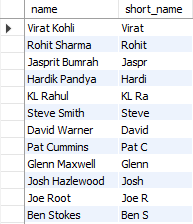 name short_name
Virat Kohli Virat
Rohit Sharma Rohit
Jasprit Bumrah Jaspr
Hardik Pandya Hardi
KL Rahul KL Ra
Steve Smith Steve
David Warner David
Pat Cummins Pat C
Glenn Maxwell Glenn
Josh Hazlewood Josh
Joe Root Joe R
Ben Stokes Ben S